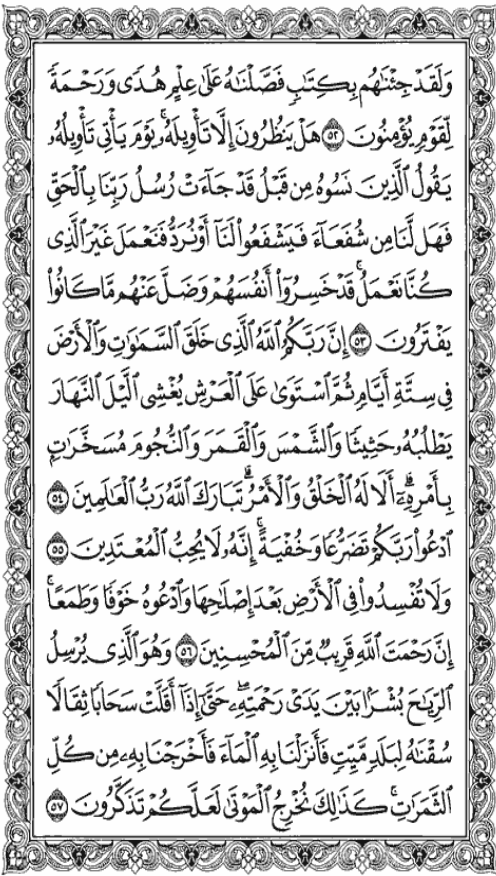 وَلَقَدْ جِئْنَٰهُم بِكِتَٰبٍ فَصَّلْنَٰهُ عَلَىٰ عِلْمٍ هُدًى وَرَحْمَةً
لِّقَوْمٍ يُؤْمِنُونَ ٥٢ هَلْ يَنظُرُونَ إِلَّا تَأْوِيلَهُۥ ۚ يَوْمَ يَأْتِى تَأْوِيلُهُۥ
يَقُولُ ٱلَّذِينَ نَسُوهُ مِن قَبْلُ قَدْ جَآءَتْ رُسُلُ رَبِّنَا بِٱلْحَقِّ
فَهَل لَّنَا مِن شُفَعَآءَ فَيَشْفَعُوا۟ لَنَآ أَوْ نُرَدُّ فَنَعْمَلَ غَيْرَ ٱلَّذِى
كُنَّا نَعْمَلُ ۚ قَدْ خَسِرُوٓا۟ أَنفُسَهُمْ وَضَلَّ عَنْهُم مَّا كَانُوا۟
يَفْتَرُونَ ٥٣ إِنَّ رَبَّكُمُ ٱللَّهُ ٱلَّذِى خَلَقَ ٱلسَّمَٰوَٰتِ وَٱلْأَرْضَ
فِى سِتَّةِ أَيَّامٍ ثُمَّ ٱسْتَوَىٰ عَلَى ٱلْعَرْشِ يُغْشِى ٱلَّيْلَ ٱلنَّهَارَ
يَطْلُبُهُۥ حَثِيثًا وَٱلشَّمْسَ وَٱلْقَمَرَ وَٱلنُّجُومَ مُسَخَّرَٰتٍۭ
بِأَمْرِهِۦٓ ۗ أَلَا لَهُ ٱلْخَلْقُ وَٱلْأَمْرُ ۗ تَبَارَكَ ٱللَّهُ رَبُّ ٱلْعَٰلَمِينَ ٥٤
ٱدْعُوا۟ رَبَّكُمْ تَضَرُّعًا وَخُفْيَةً ۚ إِنَّهُۥ لَا يُحِبُّ ٱلْمُعْتَدِينَ ٥٥
وَلَا تُفْسِدُوا۟ فِى ٱلْأَرْضِ بَعْدَ إِصْلَٰحِهَا وَٱدْعُوهُ خَوْفًا وَطَمَعًا ۚ
إِنَّ رَحْمَتَ ٱللَّهِ قَرِيبٌ مِّنَ ٱلْمُحْسِنِينَ ٥٦ وَهُوَ ٱلَّذِى يُرْسِلُ
ٱلرِّيَٰحَ بُشْرًۢا بَيْنَ يَدَىْ رَحْمَتِهِۦ ۖ حَتَّىٰٓ إِذَآ أَقَلَّتْ سَحَابًا ثِقَالًا
سُقْنَٰهُ لِبَلَدٍ مَّيِّتٍ فَأَنزَلْنَا بِهِ ٱلْمَآءَ فَأَخْرَجْنَا بِهِۦ مِن كُلِّ
ٱلثَّمَرَٰتِ ۚ كَذَٰلِكَ نُخْرِجُ ٱلْمَوْتَىٰ لَعَلَّكُمْ تَذَكَّرُونَ ٥٧